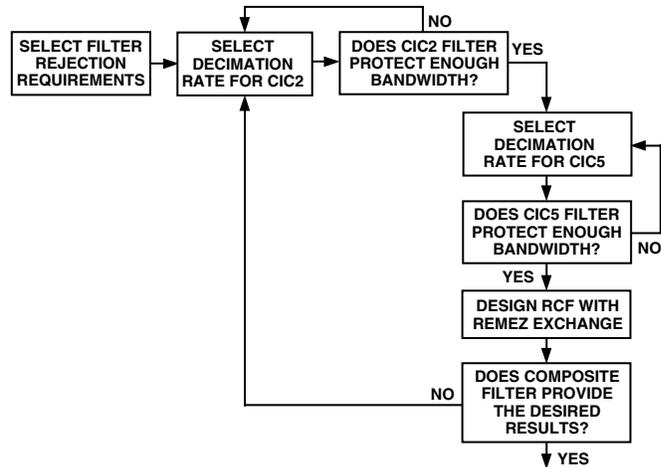 NO
SELECT FILTER
REJECTION
REQUIREMENTS
SELECT
DECIMATION
RATE FOR CIC2
DOES CIC2 FILTER
PROTECT ENOUGH
BANDWIDTH?
YES
SELECT
DECIMATION
RATE FOR CIC5
DOES CIC5 FILTER
PROTECT ENOUGH
BANDWIDTH?
NO
YES
DESIGN RCF WITH
REMEZ EXCHANGE
DOES COMPOSITE
FILTER PROVIDE
THE DESIRED
RESULTS?
NO
YES